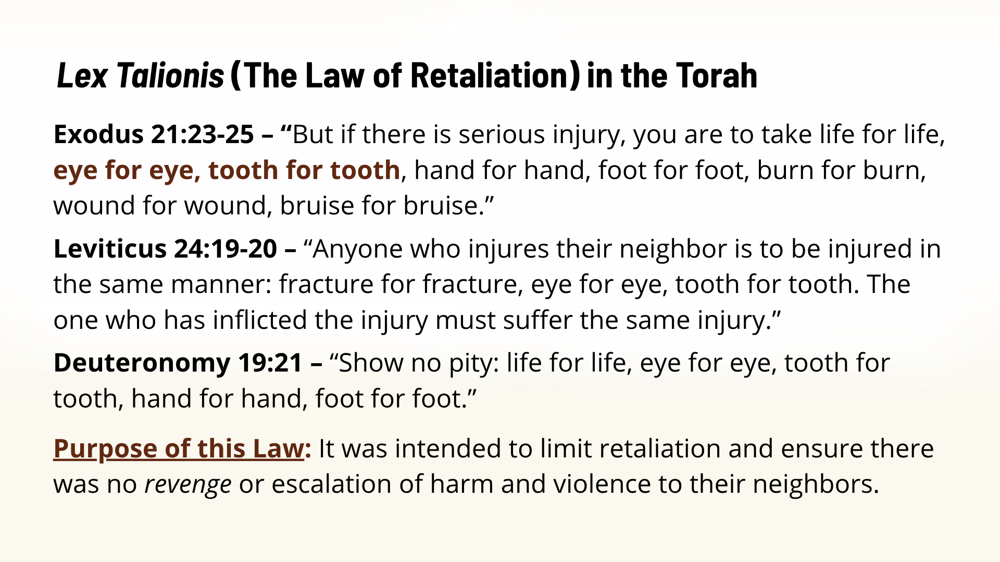 Lex Talionis (The Law of Retaliation) in the Torah
Exodus 21:23-25 – “But if there is serious injury, you are to take life for life,
eye for eye, tooth for tooth, hand for hand, foot for foot, burn for burn,
wound for wound, bruise for bruise.”
Leviticus 24:19-20 – “Anyone who injures their neighbor is to be injured in
the same manner: fracture for fracture, eye for eye, tooth for tooth. The
one who has inflicted the injury must suffer the same injury.”
Deuteronomy 19:21 – “Show no pity: life for life, eye for eye, tooth for
tooth, hand for hand, foot for foot.”
Purpose of this Law: It was intended to limit retaliation and ensure there
was no revenge or escalation of harm and violence to their neighbors.